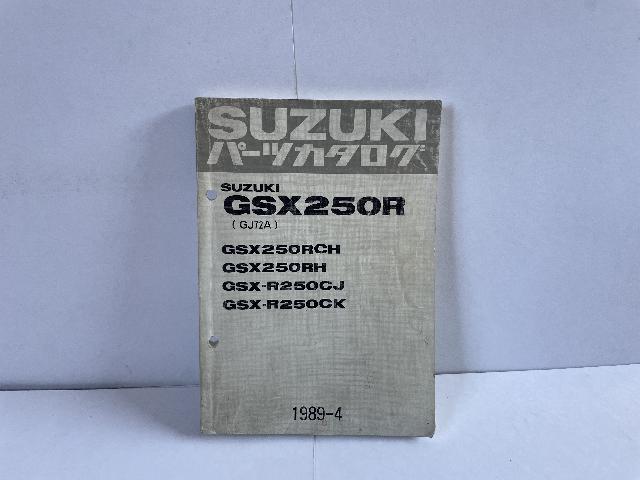 SUZUKI
パーツカタログ
SUZUKI
GSX250R
(GJ72A)
GSX250RCH
GSX250RH
GSX-R250CJ
GSX-R250CK
1989-4